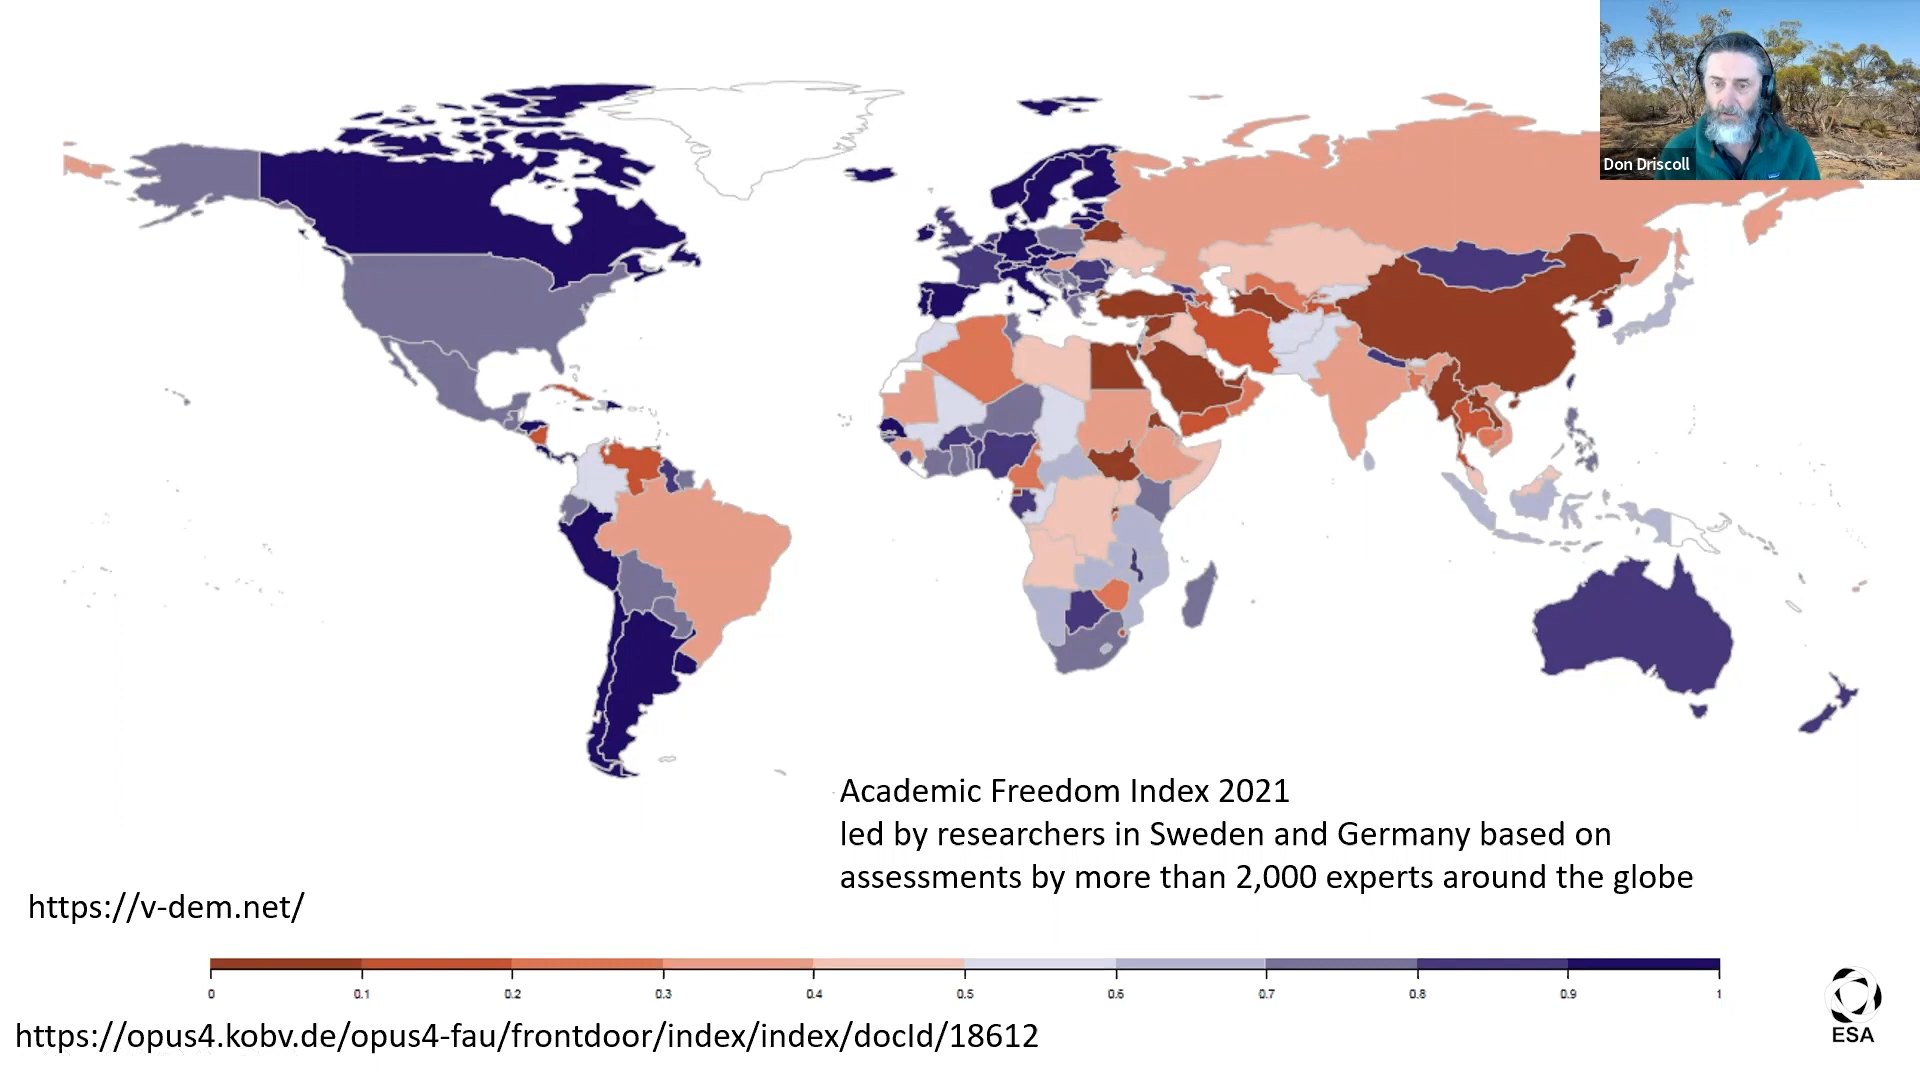 Don Driscoll
Academic Freedom Index 2021
led by researchers in Sweden and Germany based on
assessments by more than 2,000 experts around the globe
https://v-dem.net/
0 0.1 0.2 0.3 0.4 0.5 0.6 0.7 0.8 0.9 1
https://opus4.kobv.de/opus4-fau/frontdoor/index/index/docId/18612
ESA